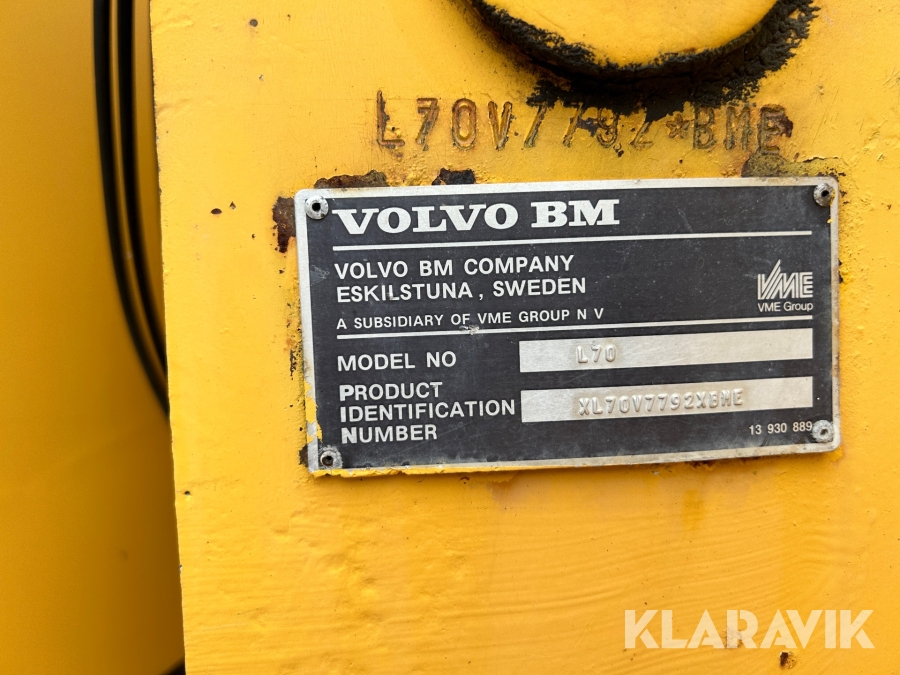 L70V7792*BME
VOLVO BM
VOLVO BM COMPANY
ESKILSTUNA, SWEDEN
A SUBSIDIARY OF VME GROUP N V
VME
VME Group
MODEL NO L70
PRODUCT
IDENTIFICATION XL70V7792XBME
NUMBER
13 930 889
KLARAVIK